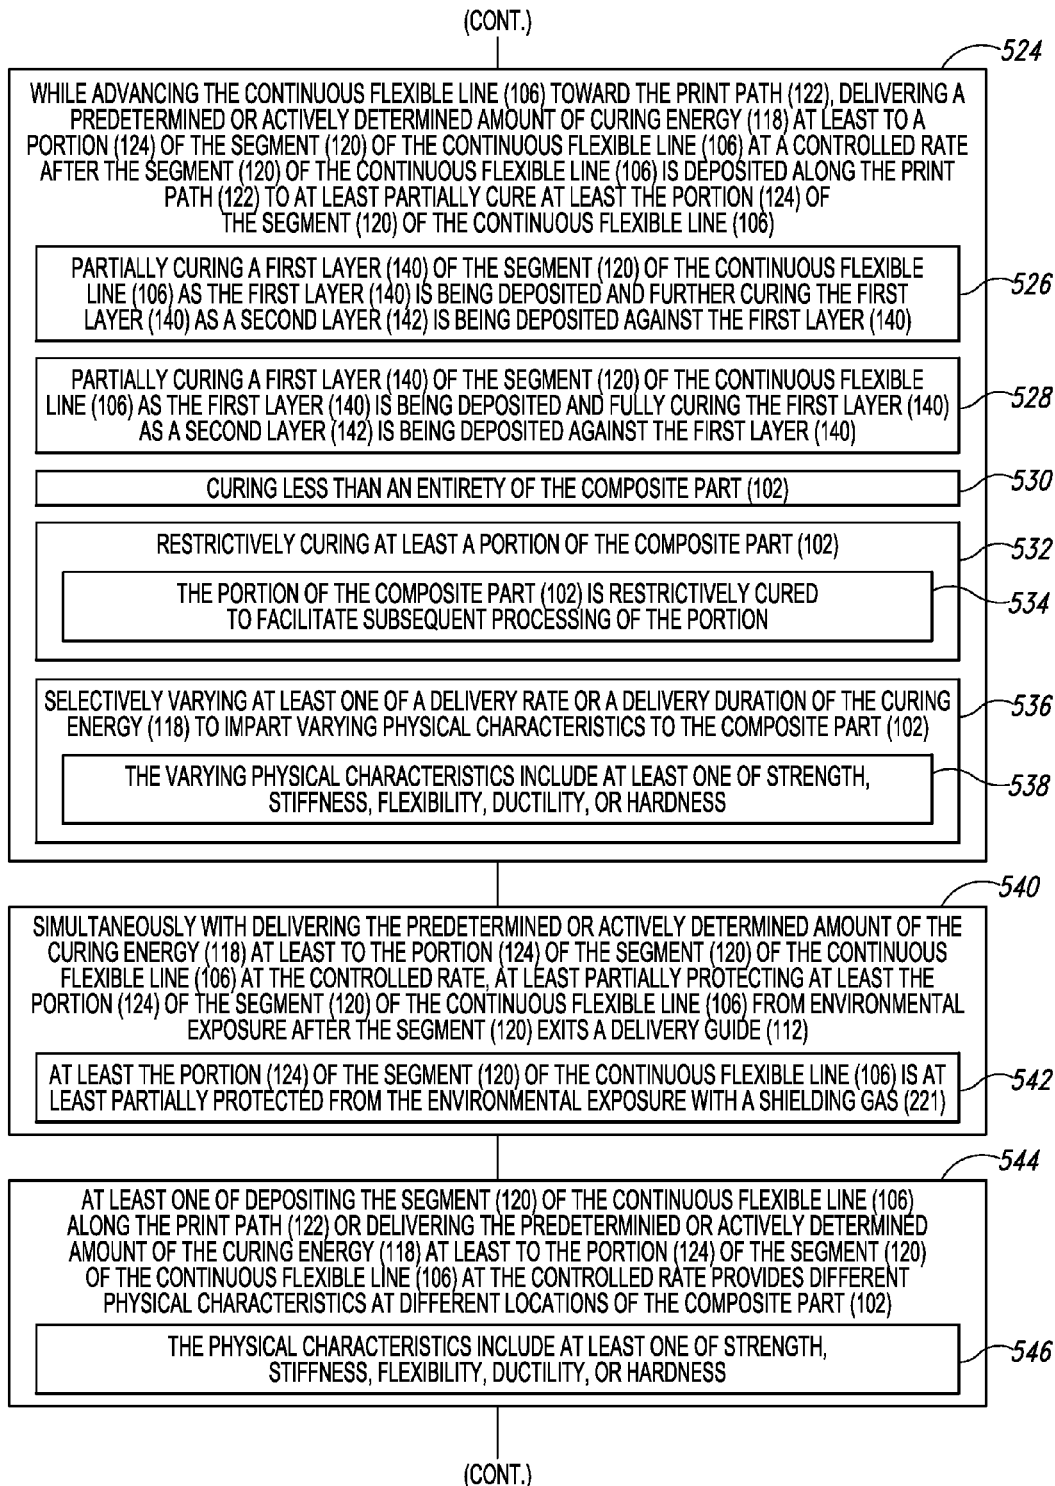 (CONT.)
524
WHILE ADVANCING THE CONTINUOUS FLEXIBLE LINE (106) TOWARD THE PRINT PATH (122), DELIVERING A
PREDETERMINED OR ACTIVELY DETERMINED AMOUNT OF CURING ENERGY (118) AT LEAST TO A
PORTION (124) OF THE SEGMENT (120) OF THE CONTINUOUS FLEXIBLE LINE (106) AT A CONTROLLED RATE
AFTER THE SEGMENT (120) OF THE CONTINUOUS FLEXIBLE LINE (106) IS DEPOSITED ALONG THE PRINT
PATH (122) TO AT LEAST PARTIALLY CURE AT LEAST THE PORTION (124) OF
THE SEGMENT (120) OF THE CONTINUOUS FLEXIBLE LINE (106)
PARTIALLY CURING A FIRST LAYER (140) OF THE SEGMENT (120) OF THE CONTINUOUS FLEXIBLE
LINE (106) AS THE FIRST LAYER (140) IS BEING DEPOSITED AND FURTHER CURING THE FIRST
LAYER (140) AS A SECOND LAYER (142) IS BEING DEPOSITED AGAINST THE FIRST LAYER (140)
526
PARTIALLY CURING A FIRST LAYER (140) OF THE SEGMENT (120) OF THE CONTINUOUS FLEXIBLE
LINE (106) AS THE FIRST LAYER (140) IS BEING DEPOSITED AND FULLY CURING THE FIRST LAYER (140)
AS A SECOND LAYER (142) IS BEING DEPOSITED AGAINST THE FIRST LAYER (140)
528
CURING LESS THAN AN ENTIRETY OF THE COMPOSITE PART (102)
530
RESTRICTIVELY CURING AT LEAST A PORTION OF THE COMPOSITE PART (102)
532
THE PORTION OF THE COMPOSITE PART (102) IS RESTRICTIVELY CURED
TO FACILITATE SUBSEQUENT PROCESSING OF THE PORTION
534
SELECTIVELY VARYING AT LEAST ONE OF A DELIVERY RATE OR A DELIVERY DURATION OF THE CURING
ENERGY (118) TO IMPART VARYING PHYSICAL CHARACTERISTICS TO THE COMPOSITE PART (102)
536
THE VARYING PHYSICAL CHARACTERISTICS INCLUDE AT LEAST ONE OF STRENGTH,
STIFFNESS, FLEXIBILITY, DUCTILITY, OR HARDNESS
538
540
SIMULTANEOUSLY WITH DELIVERING THE PREDETERMINED OR ACTIVELY DETERMINED AMOUNT OF THE
CURING ENERGY (118) AT LEAST TO THE PORTION (124) OF THE SEGMENT (120) OF THE CONTINUOUS
FLEXIBLE LINE (106) AT THE CONTROLLED RATE, AT LEAST PARTIALLY PROTECTING AT LEAST THE
PORTION (124) OF THE SEGMENT (120) OF THE CONTINUOUS FLEXIBLE LINE (106) FROM ENVIRONMENTAL
EXPOSURE AFTER THE SEGMENT (120) EXITS A DELIVERY GUIDE (112)
AT LEAST THE PORTION (124) OF THE SEGMENT (120) OF THE CONTINUOUS FLEXIBLE LINE (106) IS AT
LEAST PARTIALLY PROTECTED FROM THE ENVIRONMENTAL EXPOSURE WITH A SHIELDING GAS (221)
542
544
AT LEAST ONE OF DEPOSITING THE SEGMENT (120) OF THE CONTINUOUS FLEXIBLE LINE (106)
ALONG THE PRINT PATH (122) OR DELIVERING THE PREDETERMINIED OR ACTIVELY DETERMINED
AMOUNT OF THE CURING ENERGY (118) AT LEAST TO THE PORTION (124) OF THE SEGMENT (120)
OF THE CONTINUOUS FLEXIBLE LINE (106) AT THE CONTROLLED RATE PROVIDES DIFFERENT
PHYSICAL CHARACTERISTICS AT DIFFERENT LOCATIONS OF THE COMPOSITE PART (102)
THE PHYSICAL CHARACTERISTICS INCLUDE AT LEAST ONE OF STRENGTH,
STIFFNESS, FLEXIBILITY, DUCTILITY, OR HARDNESS
546
(CONT.)